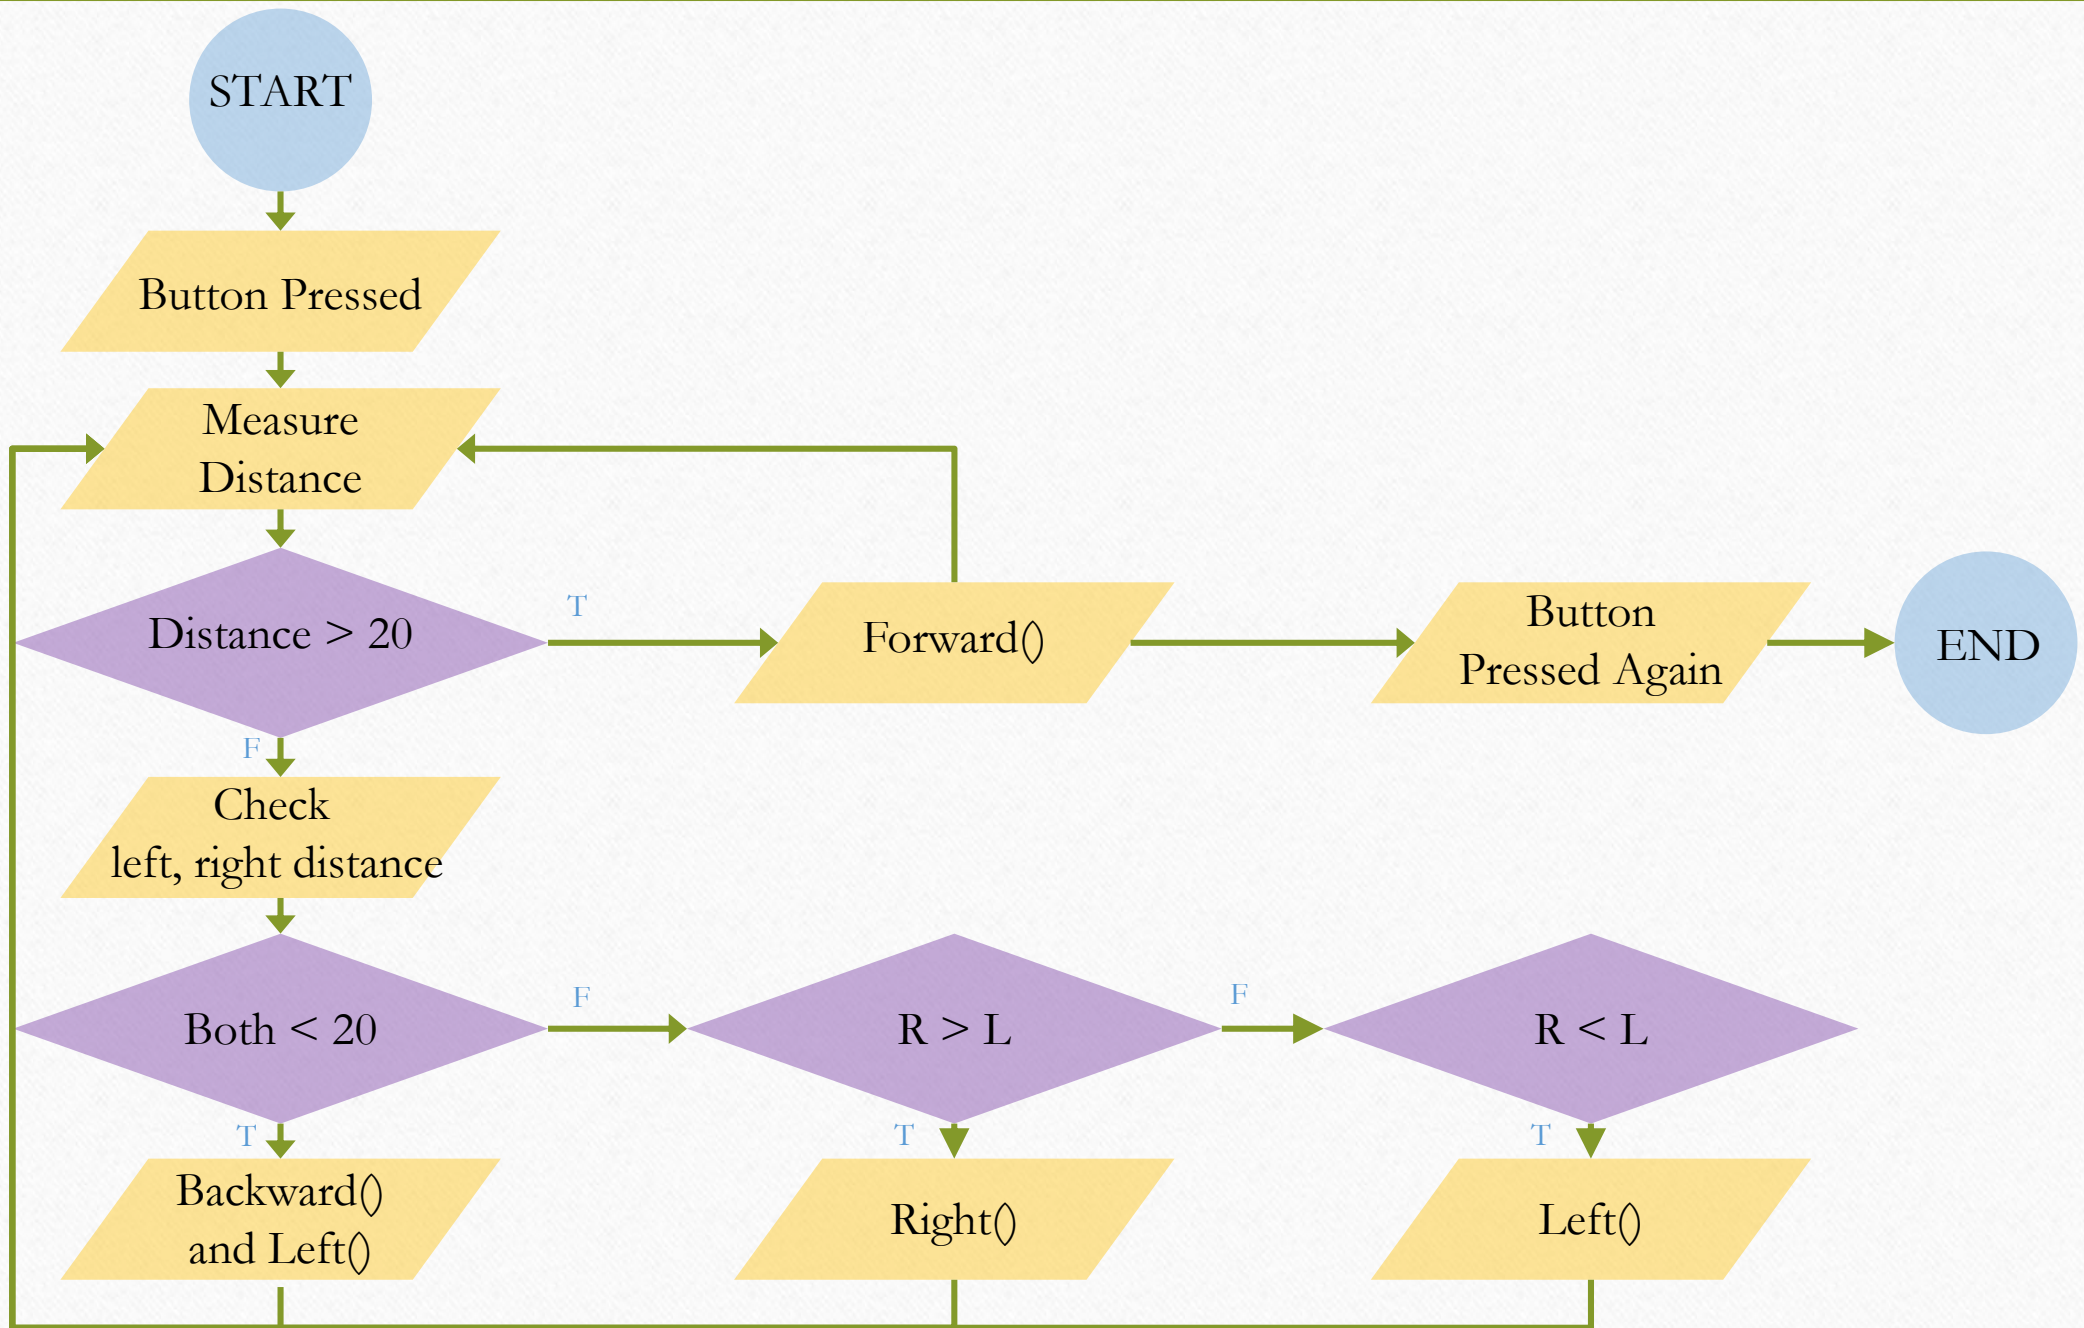 START
Button Pressed
Measure
Distance
Distance > 20
T
Forward()
Button
Pressed Again
END
F
Check
left, right distance
Both < 20
F
R > L
F
R < L
T
Backward()
and Left()
T
Right()
T
Left()